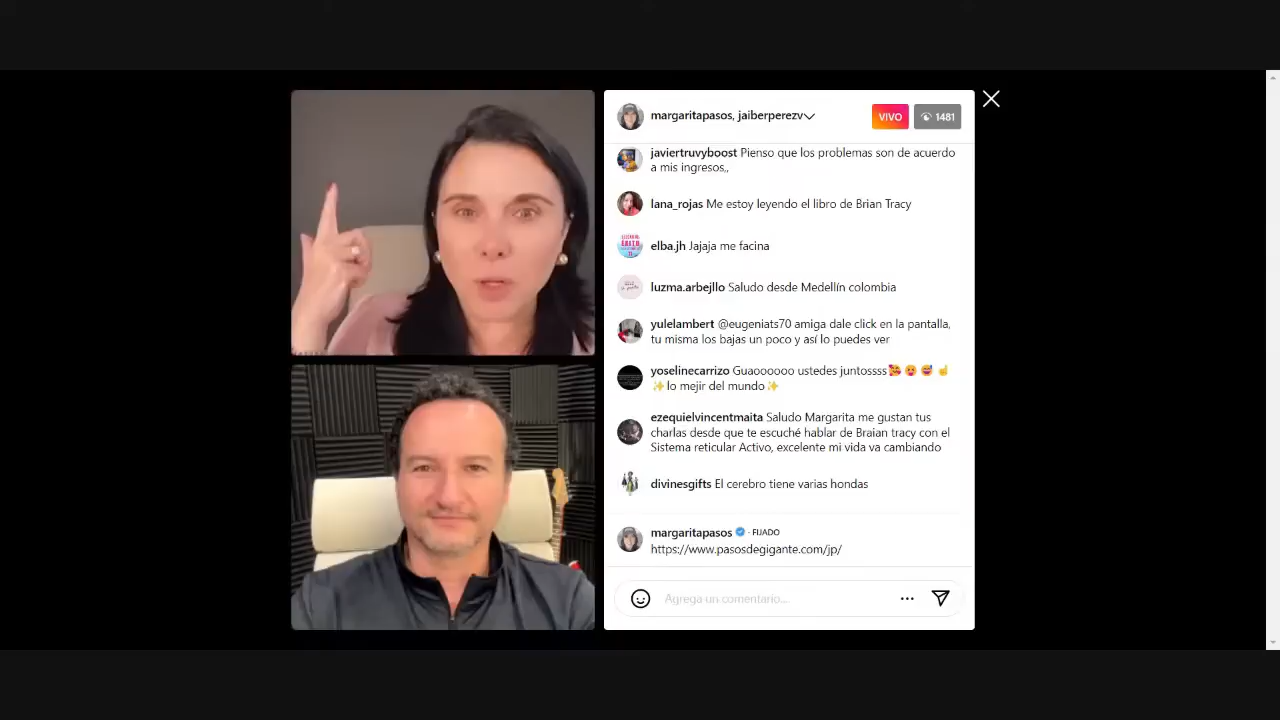 margaritapasos, jaiberperezv
VIVO
1481
javiertruvyboost Pienso que los problemas son de acuerdo
a mis ingresos,,
lana_rojas Me estoy leyendo el libro de Brian Tracy
elba.jh Jajaja me facina
luzma.arbejllo Saludo desde Medellín colombia
yulelambert @eugeniats70 amiga dale click en la pantalla,
tu misma los bajas un poco y así lo puedes ver
yoselinecarrizo Guaoooooo ustedes juntossss🥰🥵😅☝️
✨lo mejir del mundo✨
ezequielvincentmaita Saludo Margarita me gustan tus
charlas desde que te escuché hablar de Braian tracy con el
Sistema reticular Activo, excelente mi vida va cambiando
divinesgifts El cerebro tiene varias hondas
margaritapasos · FIJADO
https://www.pasosdegigante.com/jp/
Agrega un comentario...